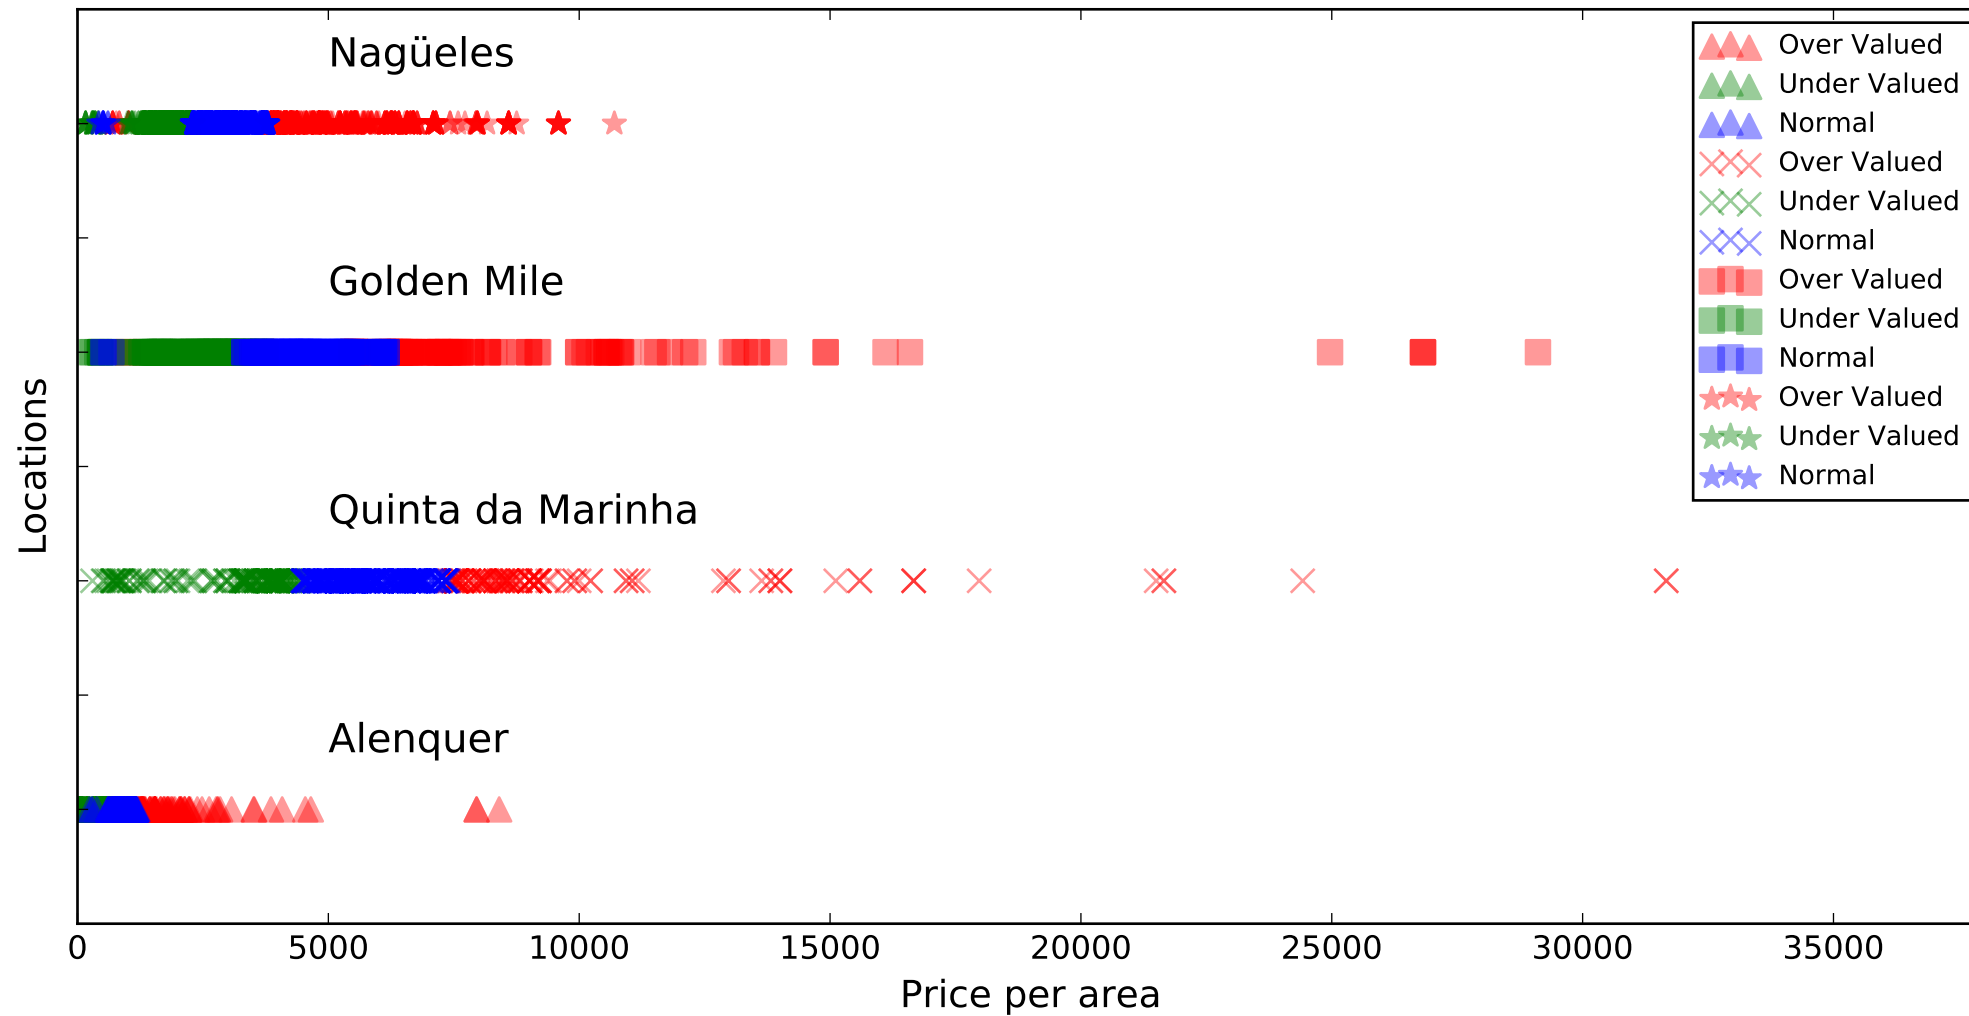 Nagüeles
Golden Mile
Quinta da Marinha
Alenquer
Locations
0 5000 10000 15000 20000 25000 30000 35000
Price per area
Over Valued
Under Valued
Normal
Over Valued
Under Valued
Normal
Over Valued
Under Valued
Normal
Over Valued
Under Valued
Normal